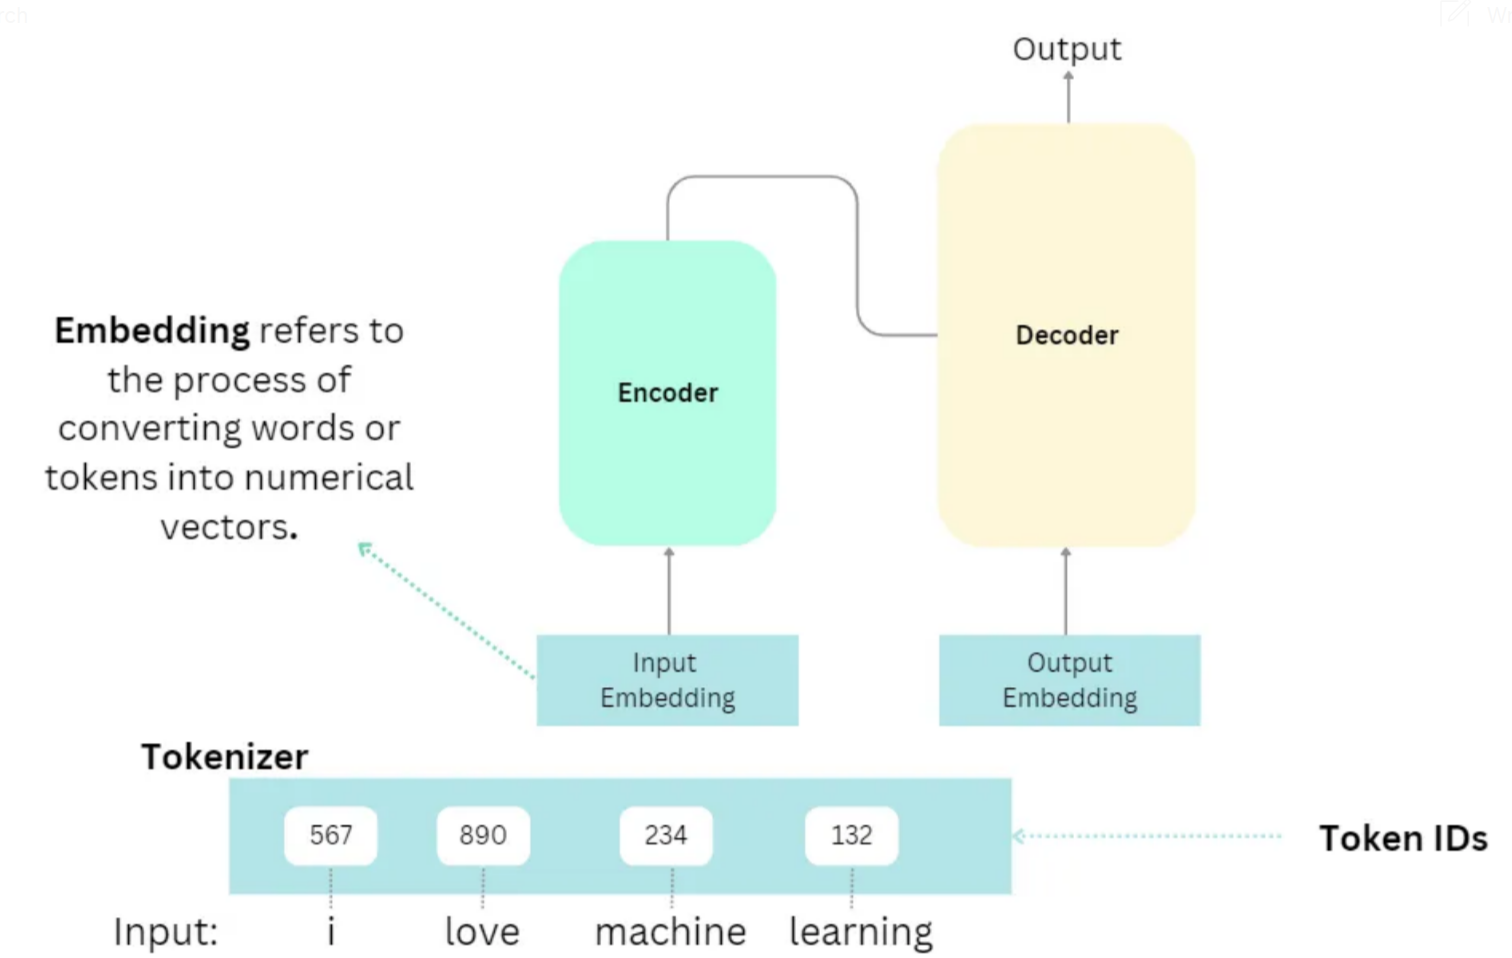 rch
Output
Embedding refers to
the process of
converting words or
tokens into numerical
vectors.
Encoder
Decoder
Input
Embedding
Output
Embedding
Tokenizer
567 890 234 132
Token IDs
Input: i love machine learning